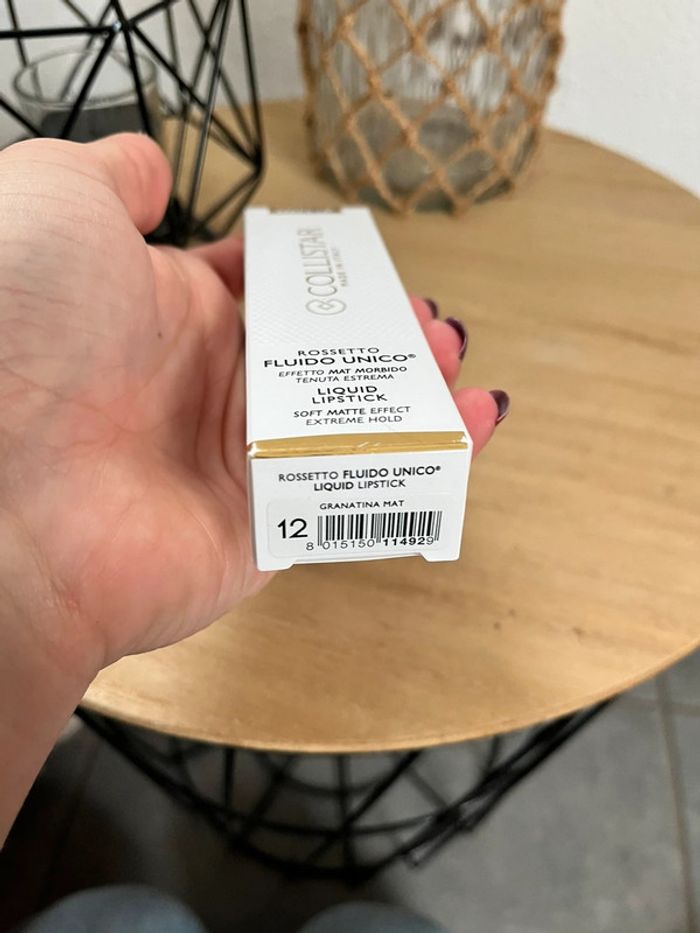 COLLISTAR
MADE IN ITALY
ROSSETTO
FLUIDO UNICO®
EFFETTO MAT MORBIDO
TENUTA ESTREMA
LIQUID
LIPSTICK
SOFT MATTE EFFECT
EXTREME HOLD
ROSSETTO FLUIDO UNICO®
LIQUID LIPSTICK
GRANATINA MAT
12
8 015150 114929